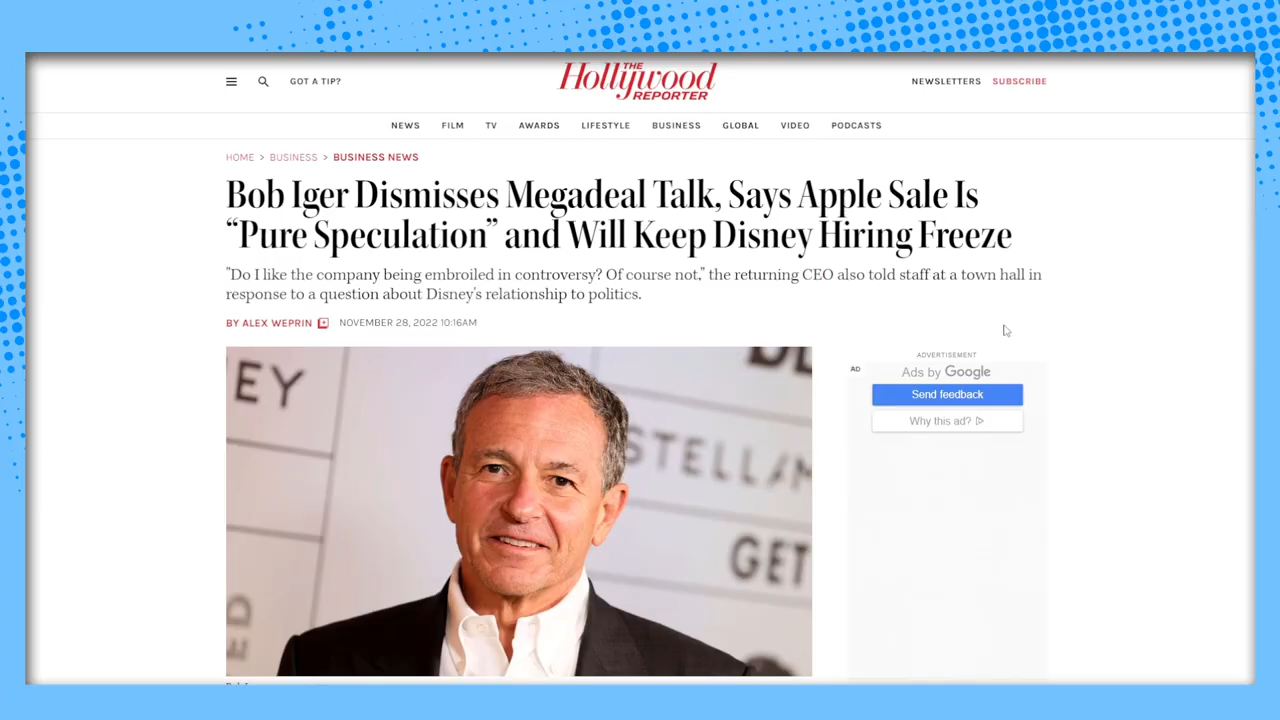 GOT A TIP?
THE
Hollywood
REPORTER
NEWSLETTERS SUBSCRIBE
NEWS FILM TV AWARDS LIFESTYLE BUSINESS GLOBAL VIDEO PODCASTS
HOME > BUSINESS > BUSINESS NEWS
Bob Iger Dismisses Megadeal Talk, Says Apple Sale Is
“Pure Speculation” and Will Keep Disney Hiring Freeze
"Do I like the company being embroiled in controversy? Of course not," the returning CEO also told staff at a town hall in
response to a question about Disney's relationship to politics.
BY ALEX WEPRIN NOVEMBER 28, 2022 10:16AM
ADVERTISEMENT
AD
Ads by Google
Send feedback
Why this ad?
EY
STELLA
GET